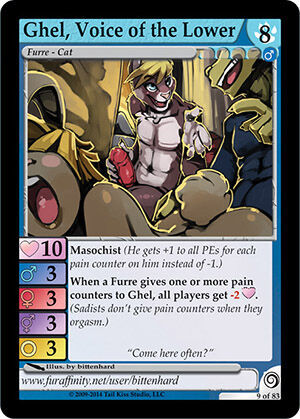 Ghel, Voice of the Lower 8
Furre - Cat
10
3
3
3
3
Masochist (He gets +1 to all PEs for each
pain counter on him instead of -1.)
When a Furre gives one or more pain
counters to Ghel, all players get -2
(Sadists don't give pain counters when they
orgasm.)
"Come here often?"
Illus. by bittenhard
www.furaffinity.net/user/bittenhard
© 2009-2014 Tail Kiss Studio, LLC
9 of 83